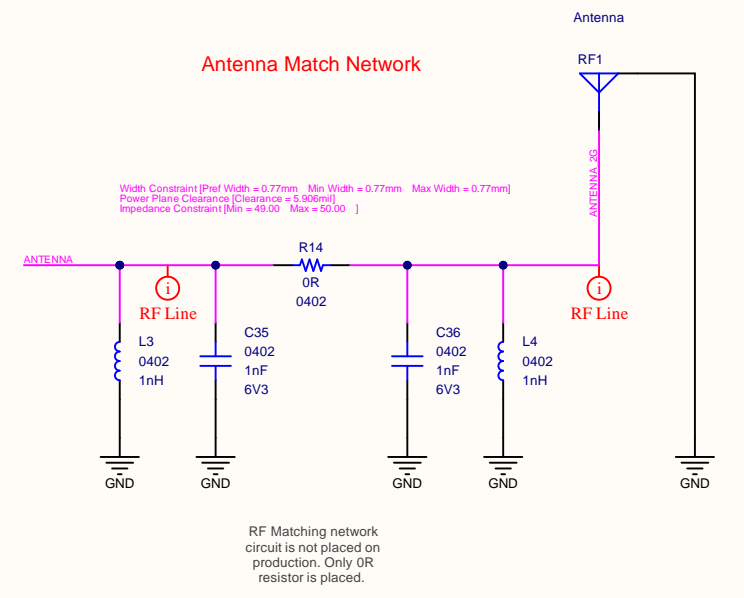 Antenna
Antenna Match Network
RF1
ANTENNA_2G
Width Constraint [Pref Width = 0.77mm Min Width = 0.77mm Max Width = 0.77mm]
Power Plane Clearance [Clearance = 5.906mil]
Impedance Constraint [Min = 49.00 Max = 50.00 ]
ANTENNA
R14
0R
0402
i
RF Line
i
RF Line
L3
0402
1nH
C35
0402
1nF
6V3
C36
0402
1nF
6V3
L4
0402
1nH
GND
GND
GND
GND
GND
RF Matching network
circuit is not placed on
production. Only 0R
resistor is placed.